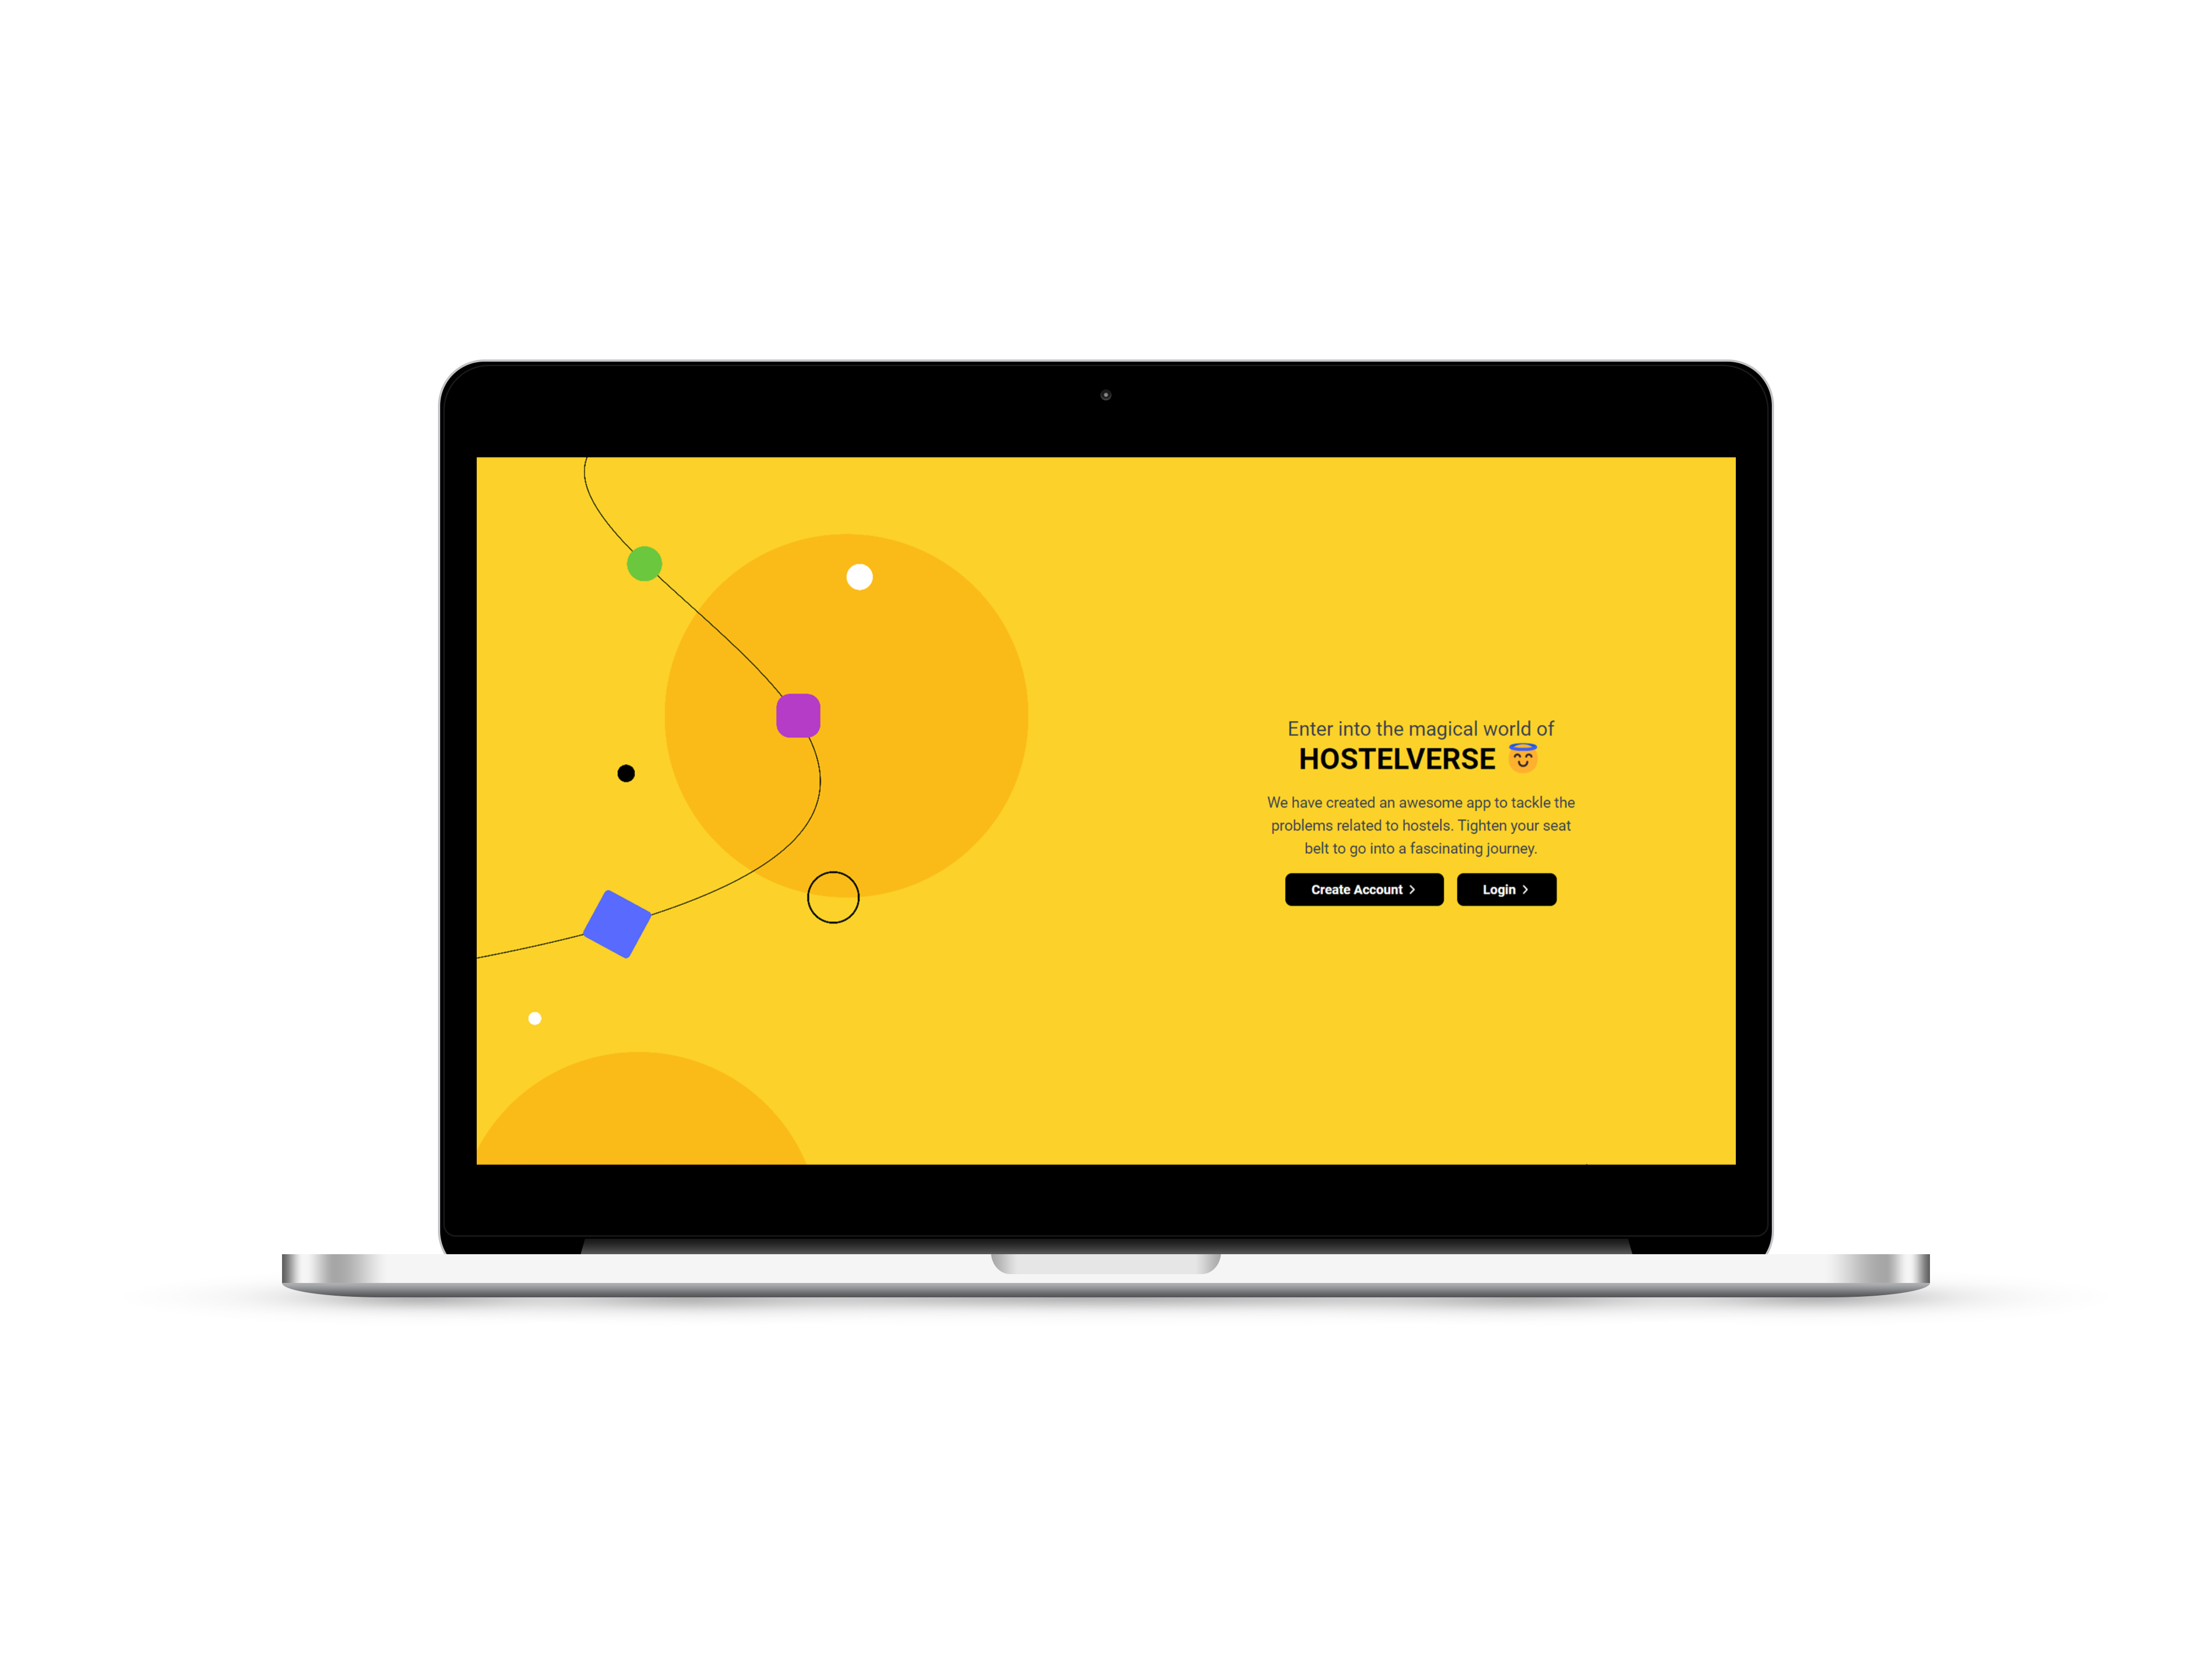 Enter into the magical world of
HOSTELVERSE 😇
We have created an awesome app to tackle the
problems related to hostels. Tighten your seat
belt to go into a fascinating journey.
Create Account > Login >